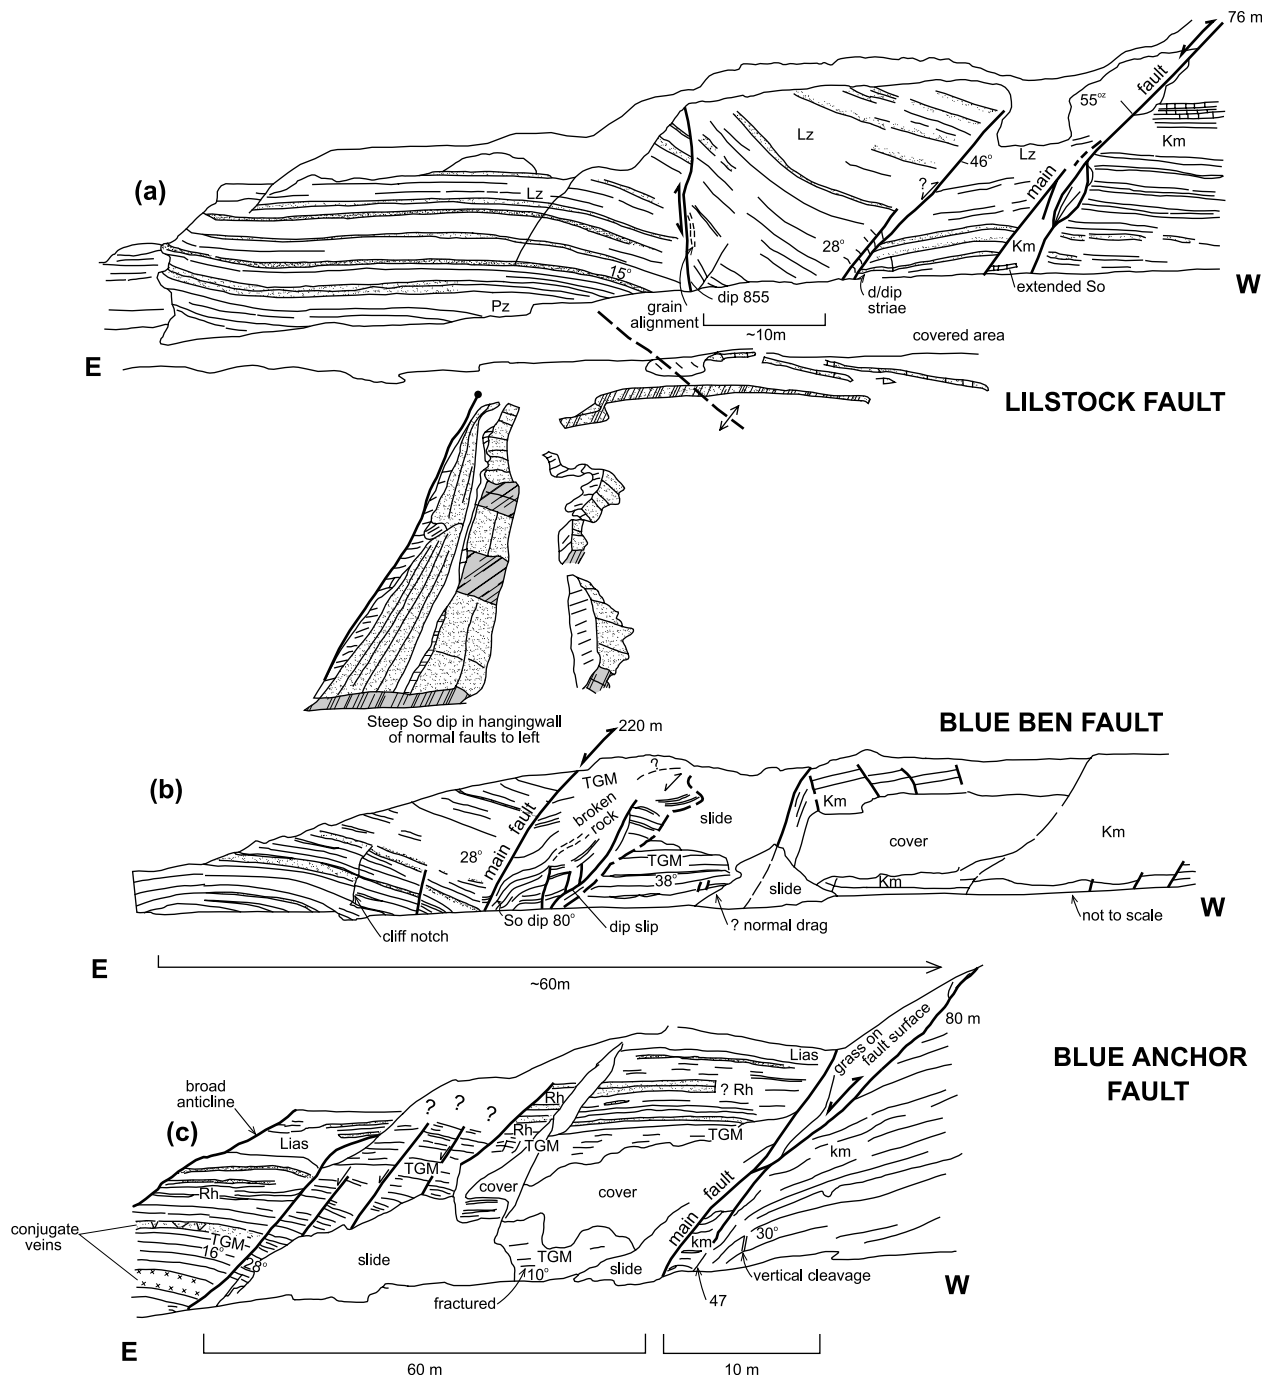 76 m
fault
55oz
Lz
Km
46°
Lz
?
main
(a)
Lz
28°
Km
15°
Pz
dip 855
grain
alignment
d/dip
striae
extended So
W
~10m
covered area
E
LILSTOCK FAULT
Steep So dip in hangingwall
of normal faults to left
BLUE BEN FAULT
220 m
(b)
TGM
?
broken
rock
main fault
28°
slide
Km
cover
Km
TGM
38°
slide
Km
So dip 80°
dip slip
? normal drag
cliff notch
not to scale
W
E
~60m
80 m
grass on
fault surface
BLUE ANCHOR
FAULT
Lias
broad
anticline
? ? ?
Rh
? Rh
(c)
Lias
Rh
TGM
TGM
km
TGM
Rh
cover
cover
main fault
conjugate
veins
TGM
16°
28°
km
30°
slide
TGM
10°
slide
vertical cleavage
W
fractured
47
E
60 m
10 m